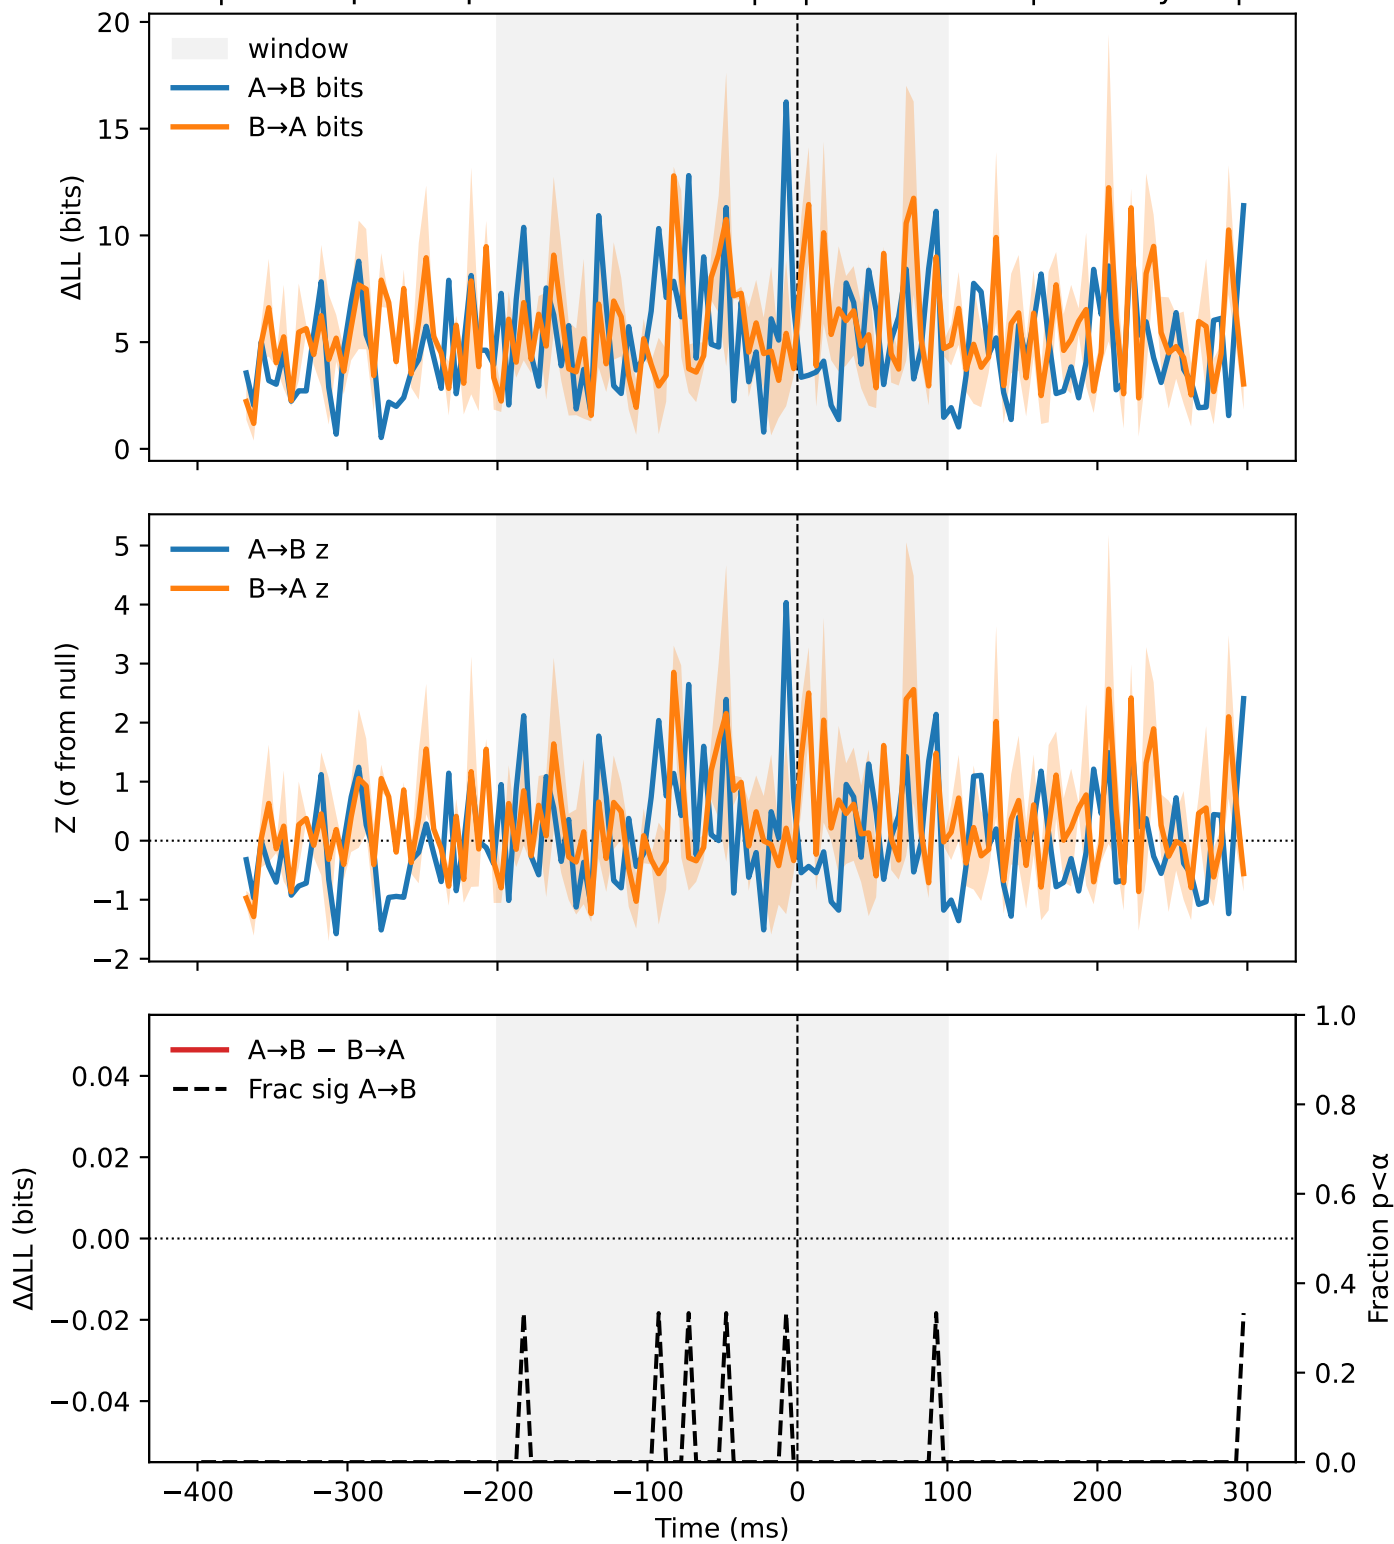 20
window
A→B bits
B→A bits
15
10
5
0
ΔLL (bits)
A→B z
B→A z
5
4
3
2
1
0
−1
−2
Z (σ from null)
A→B − B→A
Frac sig A→B
0.04
0.02
0.00
−0.02
−0.04
ΔΔLL (bits)
1.0
0.8
0.6
0.4
0.2
0.0
Fraction p<α
−400 −300 −200 −100 0 100 200 300
Time (ms)